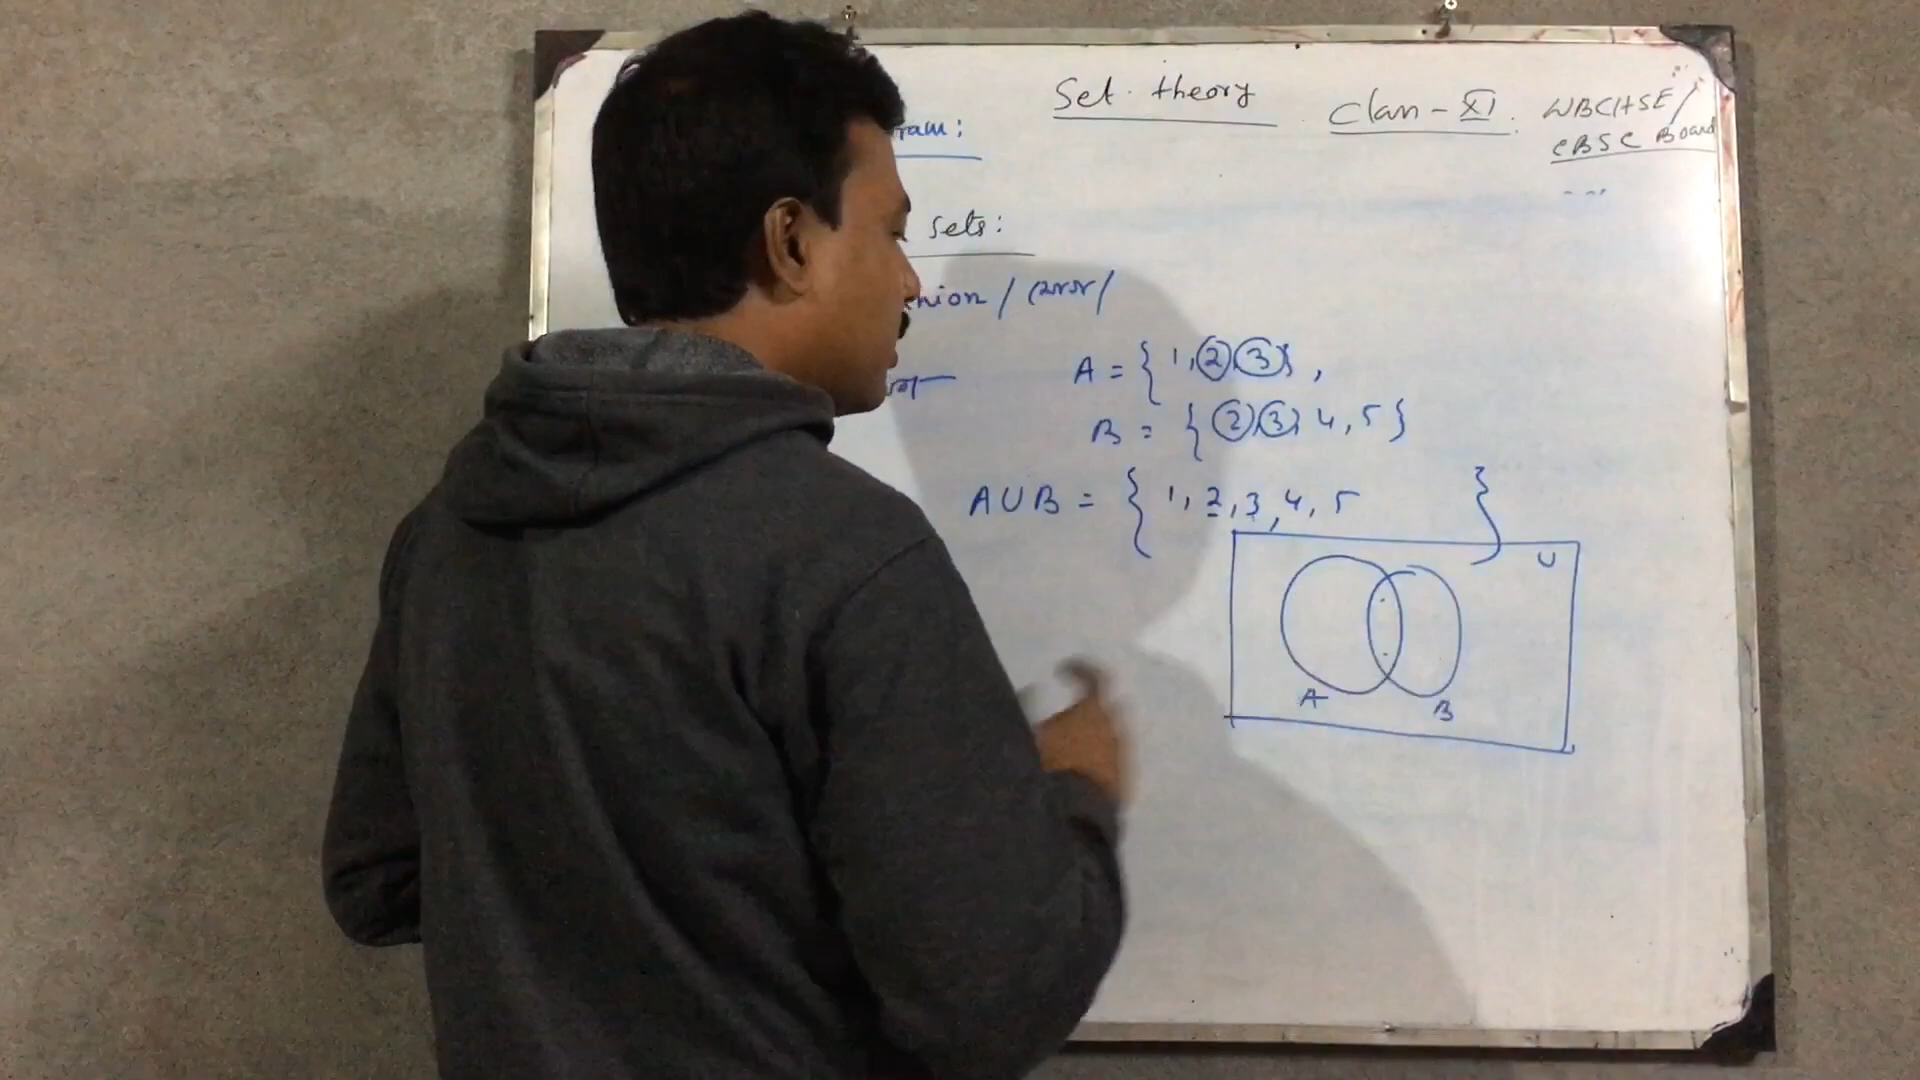 Set theory
Class - XI
WBCHSE /
CBSE Board
ram:
sets:
nion /
A = { 1, 2, 3 },
B = { 2, 3, 4, 5 }
A U B = { 1, 2, 3, 4, 5 }
U
A
B